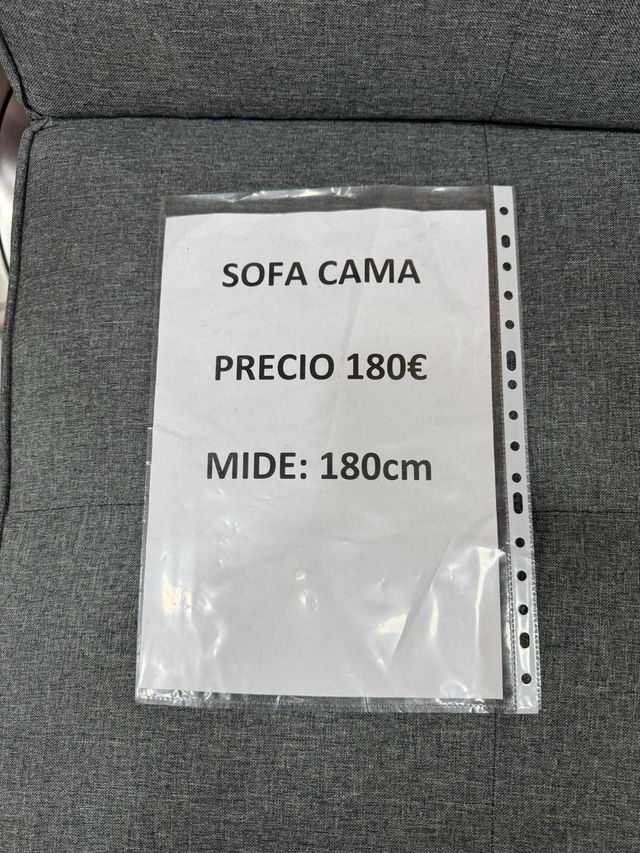 SOFA CAMA
PRECIO 180€
MIDE: 180cm